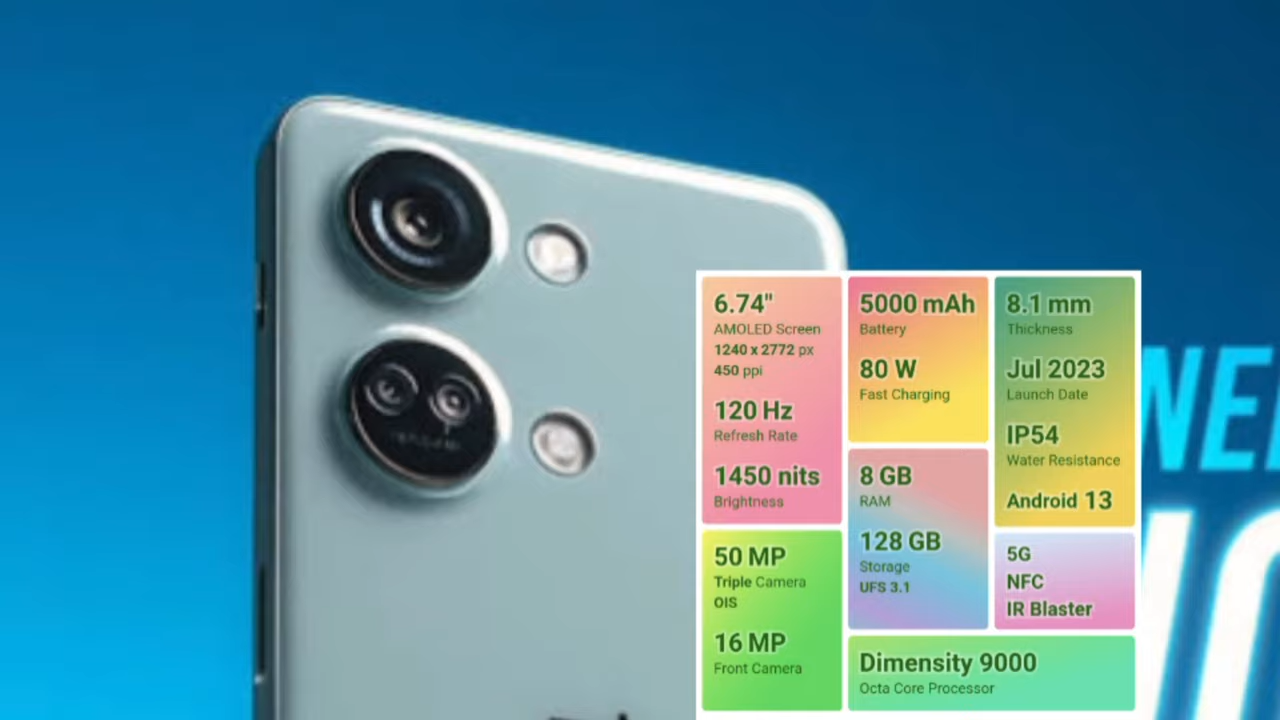 6.74"
AMOLED Screen
1240 x 2772 px
450 ppi
120 Hz
Refresh Rate
1450 nits
Brightness
50 MP
Triple Camera
OIS
16 MP
Front Camera
5000 mAh
Battery
80 W
Fast Charging
8 GB
RAM
128 GB
Storage
UFS 3.1
8.1 mm
Thickness
Jul 2023
Launch Date
IP54
Water Resistance
Android 13
5G
NFC
IR Blaster
Dimensity 9000
Octa Core Processor